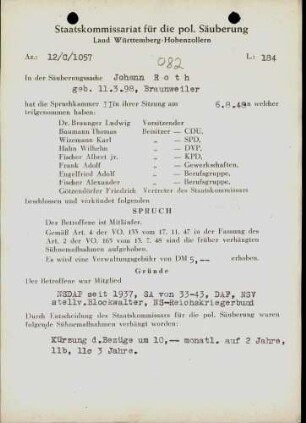 Staatskommissariat für die pol. Säuberung
Land Württemberg-Hohenzollern
Az.: 12/C/1057
L: 184
082
In der Säuberungssache Johann Roth
geb. 11.3.98, Braunweiler
hat die Spruchkammer II in ihrer Sitzung am 6.8.48 an welcher
teilgenommen haben:
Dr. Brenner Ludwig Vorsitzender
Baumann Thomas Beisitzer — CDU,
Wizemann Karl „ — SPD,
Hahn Wilhelm „ — DVP,
Fischer Albert jr. „ — KPD,
Frank Adolf „ — Gewerkschaften,
Engelfried Adolf „ — Berufsgruppe,
Fischer Alexander „ — Berufsgruppe,
Götzendörfer Friedrich Vertreter des Staatskommissars
beschlossen und verkündet folgenden
SPRUCH
Der Betroffene ist Mitläufer.
Gemäß Art. 4 der VO. 133 vom 17. 11. 47 in der Fassung des
Art. 2 der VO. 165 vom 13. 7. 48 sind die früher verhängten
Sühnemaßnahmen aufgehoben.
Es wird eine Verwaltungsgebühr von DM 5,— erhoben.
Gründe
Der Betroffene war Mitglied
NSDAP seit 1937, SA von 33-43, DAF, NSV
stellv. Blockwalter, NS-Reichskriegerbund
Durch Entscheidung des Staatskommissars für die pol. Säuberung waren
folgende Sühnemaßnahmen verhängt worden:
Kürzung d. Bezüge um 10,-- monatl. auf 2 Jahre,
11b, 11c 3 Jahre.